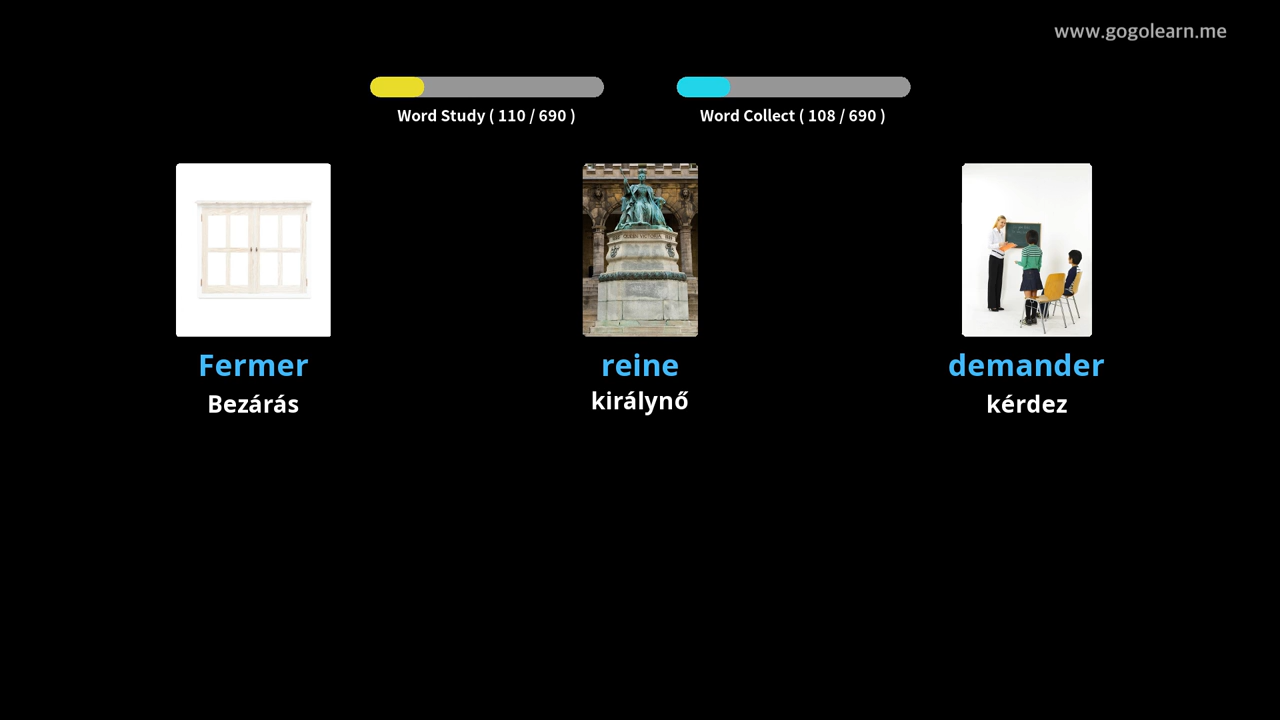 www.gogolearn.me
Word Study ( 110 / 690 )
Word Collect ( 108 / 690 )
Fermer
Bezárás
reine
királynő
demander
kérdez